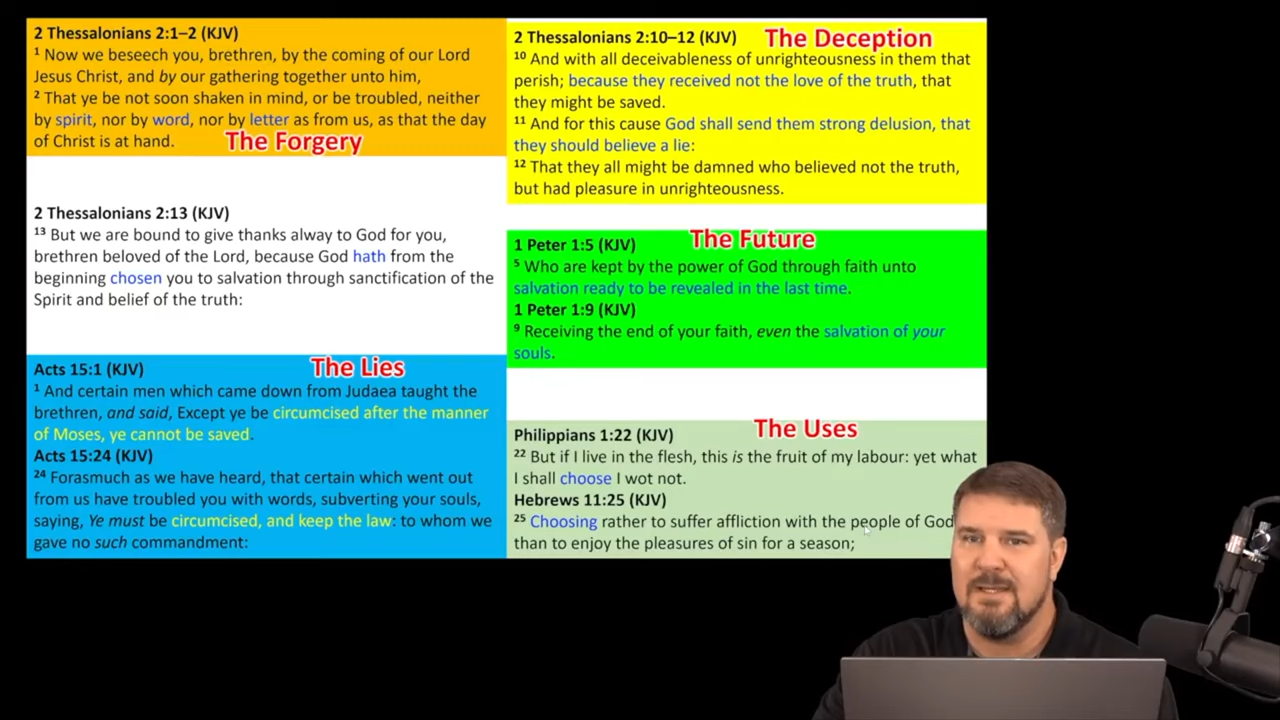 2 Thessalonians 2:1–2 (KJV)
1 Now we beseech you, brethren, by the coming of our Lord
Jesus Christ, and by our gathering together unto him,
2 That ye be not soon shaken in mind, or be troubled, neither
by spirit, nor by word, nor by letter as from us, as that the day
of Christ is at hand.
The Forgery
2 Thessalonians 2:13 (KJV)
13 But we are bound to give thanks alway to God for you,
brethren beloved of the Lord, because God hath from the
beginning chosen you to salvation through sanctification of the
Spirit and belief of the truth:
Acts 15:1 (KJV)
The Lies
1 And certain men which came down from Judaea taught the
brethren, and said, Except ye be circumcised after the manner
of Moses, ye cannot be saved.
Acts 15:24 (KJV)
24 Forasmuch as we have heard, that certain which went out
from us have troubled you with words, subverting your souls,
saying, Ye must be circumcised, and keep the law: to whom we
gave no such commandment:
2 Thessalonians 2:10–12 (KJV)
The Deception
10 And with all deceivableness of unrighteousness in them that
perish; because they received not the love of the truth, that
they might be saved.
11 And for this cause God shall send them strong delusion, that
they should believe a lie:
12 That they all might be damned who believed not the truth,
but had pleasure in unrighteousness.
1 Peter 1:5 (KJV)
The Future
5 Who are kept by the power of God through faith unto
salvation ready to be revealed in the last time.
1 Peter 1:9 (KJV)
9 Receiving the end of your faith, even the salvation of your
souls.
The Uses
Philippians 1:22 (KJV)
22 But if I live in the flesh, this is the fruit of my labour: yet what
I shall choose I wot not.
Hebrews 11:25 (KJV)
25 Choosing rather to suffer affliction with the people of God
than to enjoy the pleasures of sin for a season;